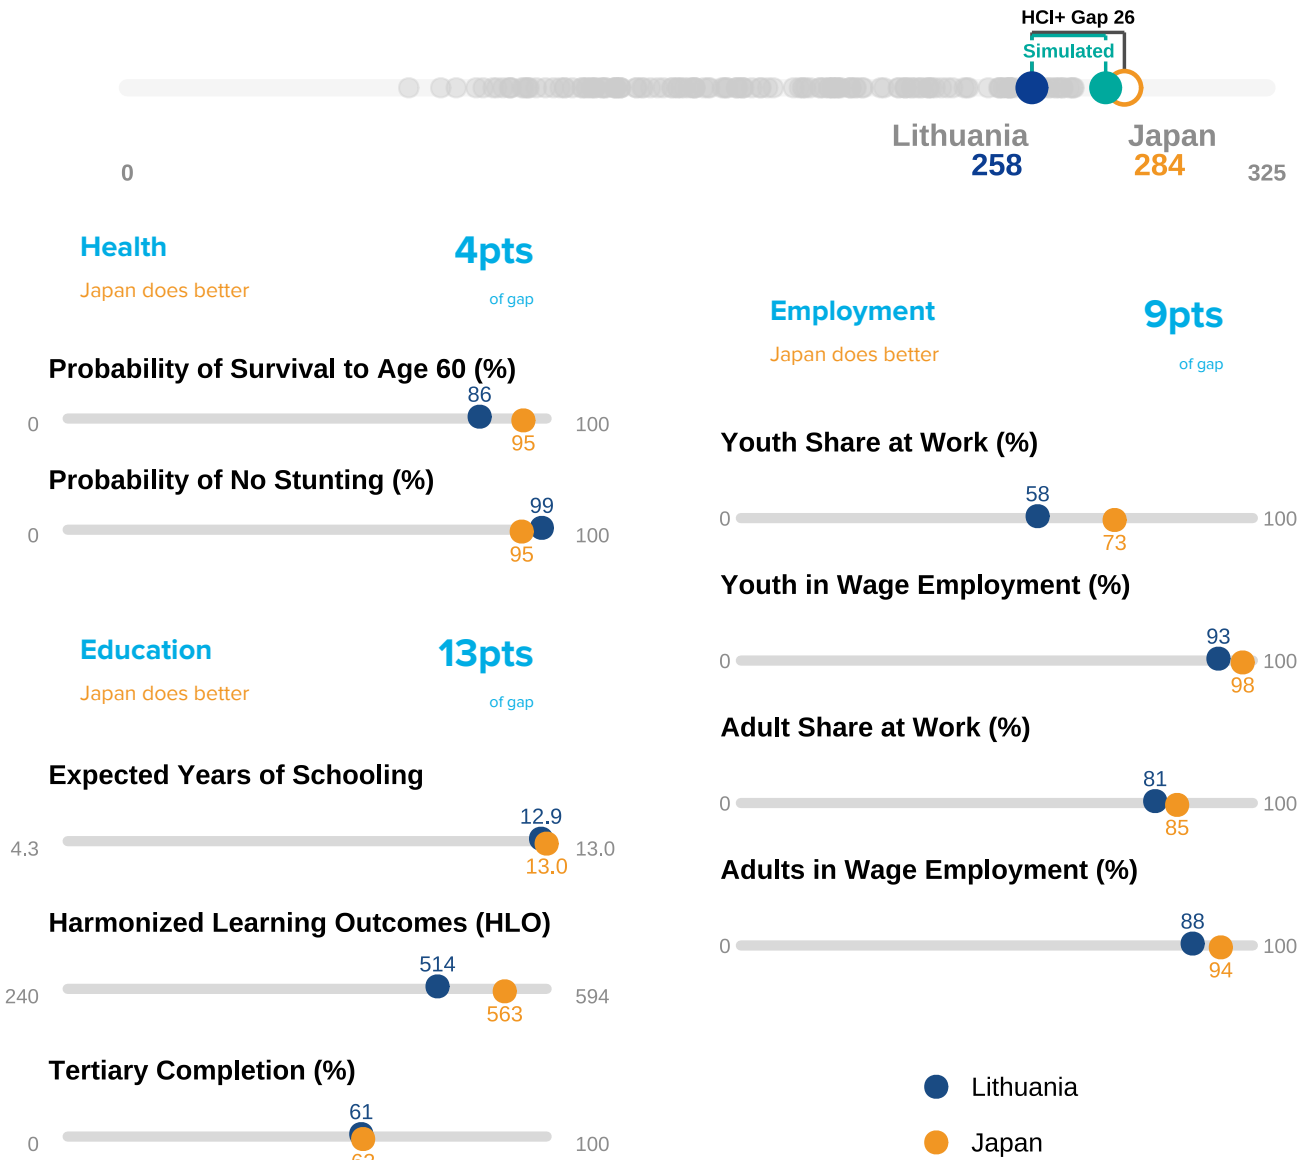 HCI+ Gap 26
Simulated
Lithuania
258
Japan
284
0
325
Health
4pts
Japan does better
of gap
Probability of Survival to Age 60 (%)
86
0
100
95
Probability of No Stunting (%)
99
0
100
95
Education
13pts
Japan does better
of gap
Expected Years of Schooling
12.9
4.3
13.0
13.0
Harmonized Learning Outcomes (HLO)
514
240
594
563
Tertiary Completion (%)
61
0
100
Employment
9pts
Japan does better
of gap
Youth Share at Work (%)
58
0
100
73
Youth in Wage Employment (%)
93
0
100
98
Adult Share at Work (%)
81
0
100
85
Adults in Wage Employment (%)
88
0
100
94
Lithuania
Japan